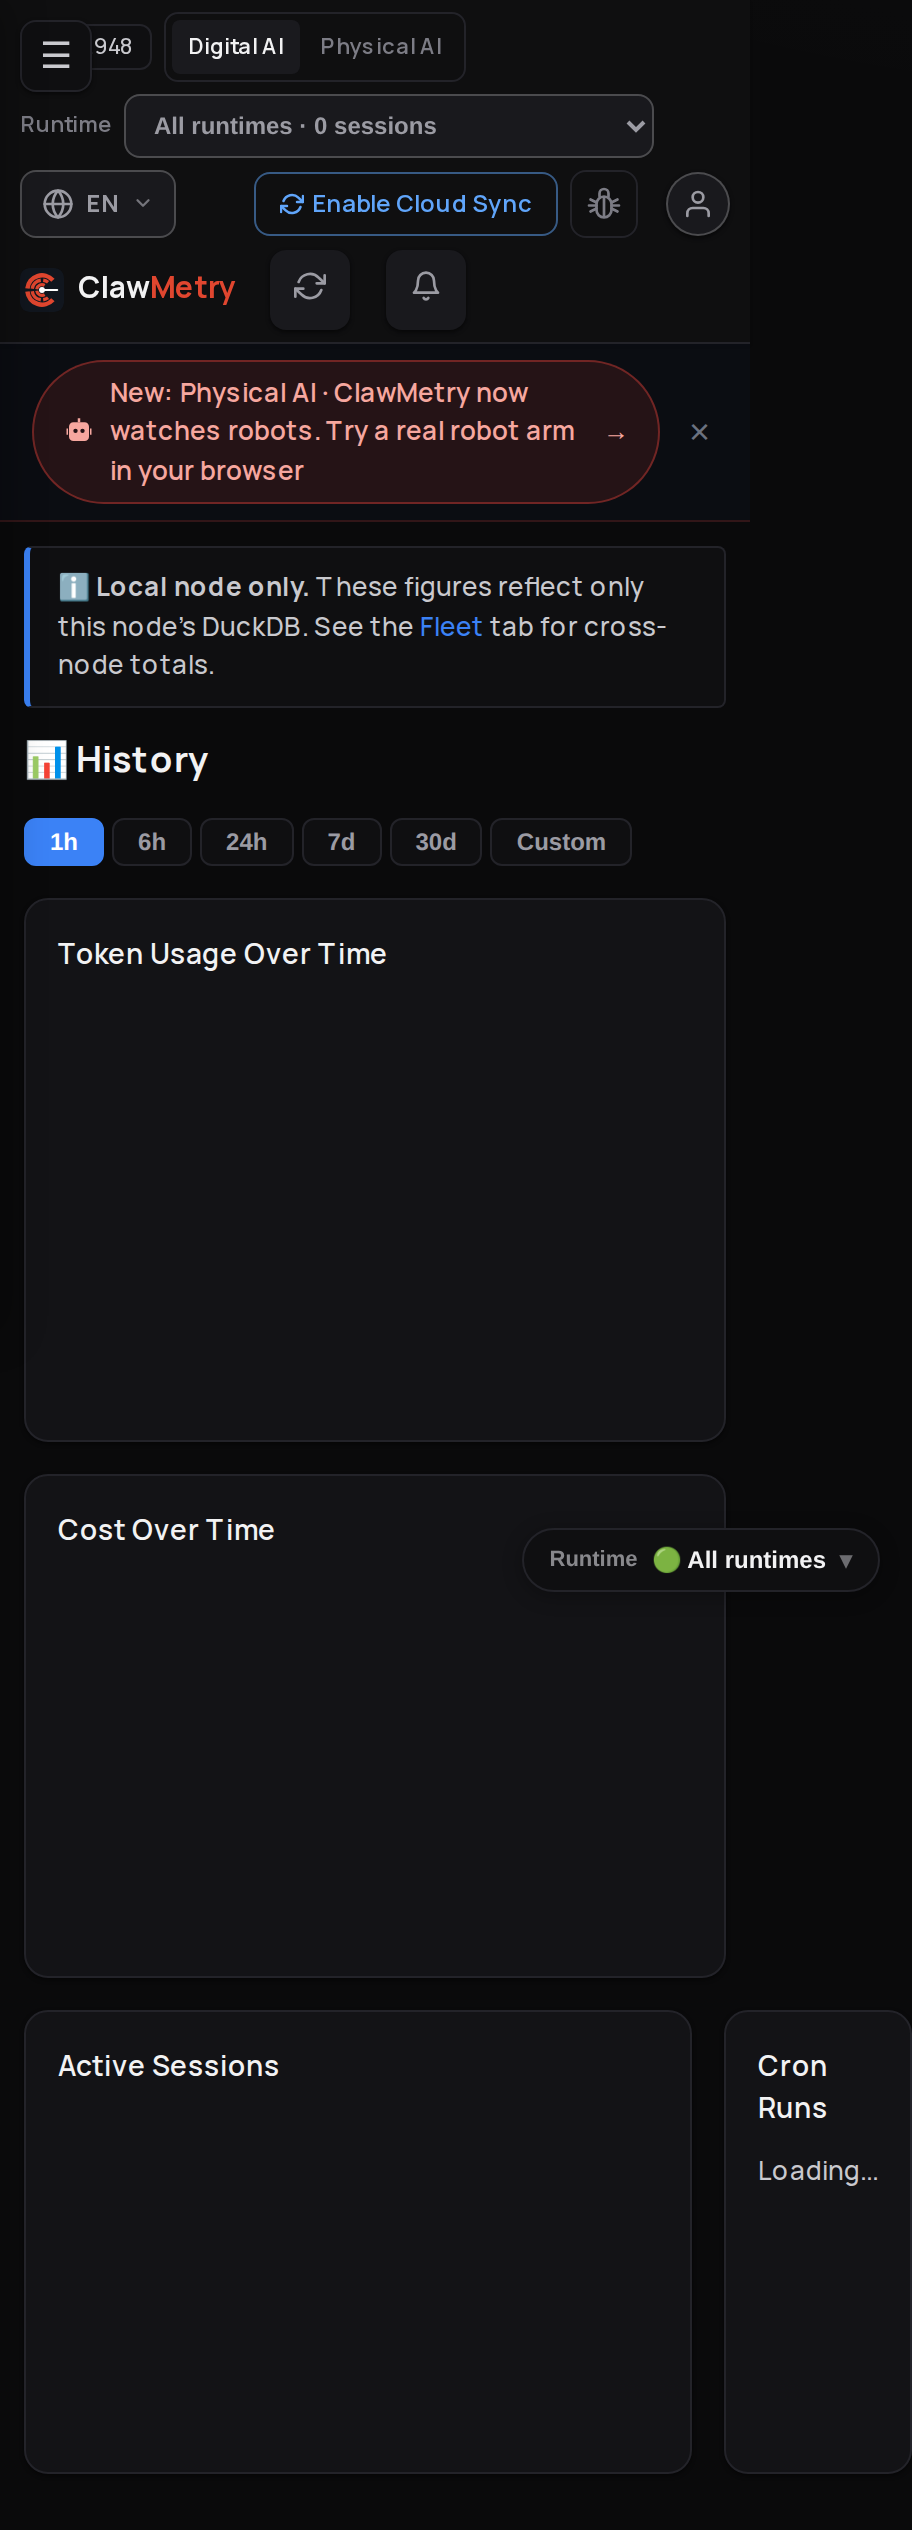 948
Digital AI
Physical AI
Runtime
All runtimes · 0 sessions
EN
Enable Cloud Sync
ClawMetry
New: Physical AI · ClawMetry now
watches robots. Try a real robot arm
in your browser
→
×
ℹ️ Local node only. These figures reflect only
this node's DuckDB. See the Fleet tab for cross-
node totals.
📊 History
1h
6h
24h
7d
30d
Custom
Token Usage Over Time
Cost Over Time
Runtime 🟢 All runtimes ▼
Active Sessions
Cron
Runs
Loading...